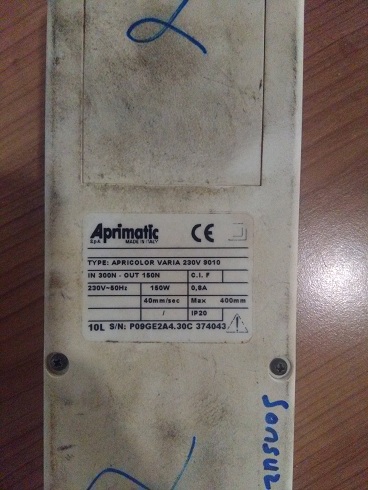 2
Aprimatic
S.p.A. MADE IN ITALY
CE
TYPE: APRICOLOR VARIA 230V 9010
IN 300N - OUT 150N C.I. F
230V~50Hz 150W 0,8A
40mm/sec Max 400mm
/ IP20
10L S/N: P09GE2A4.30C 374043
Sonsuz